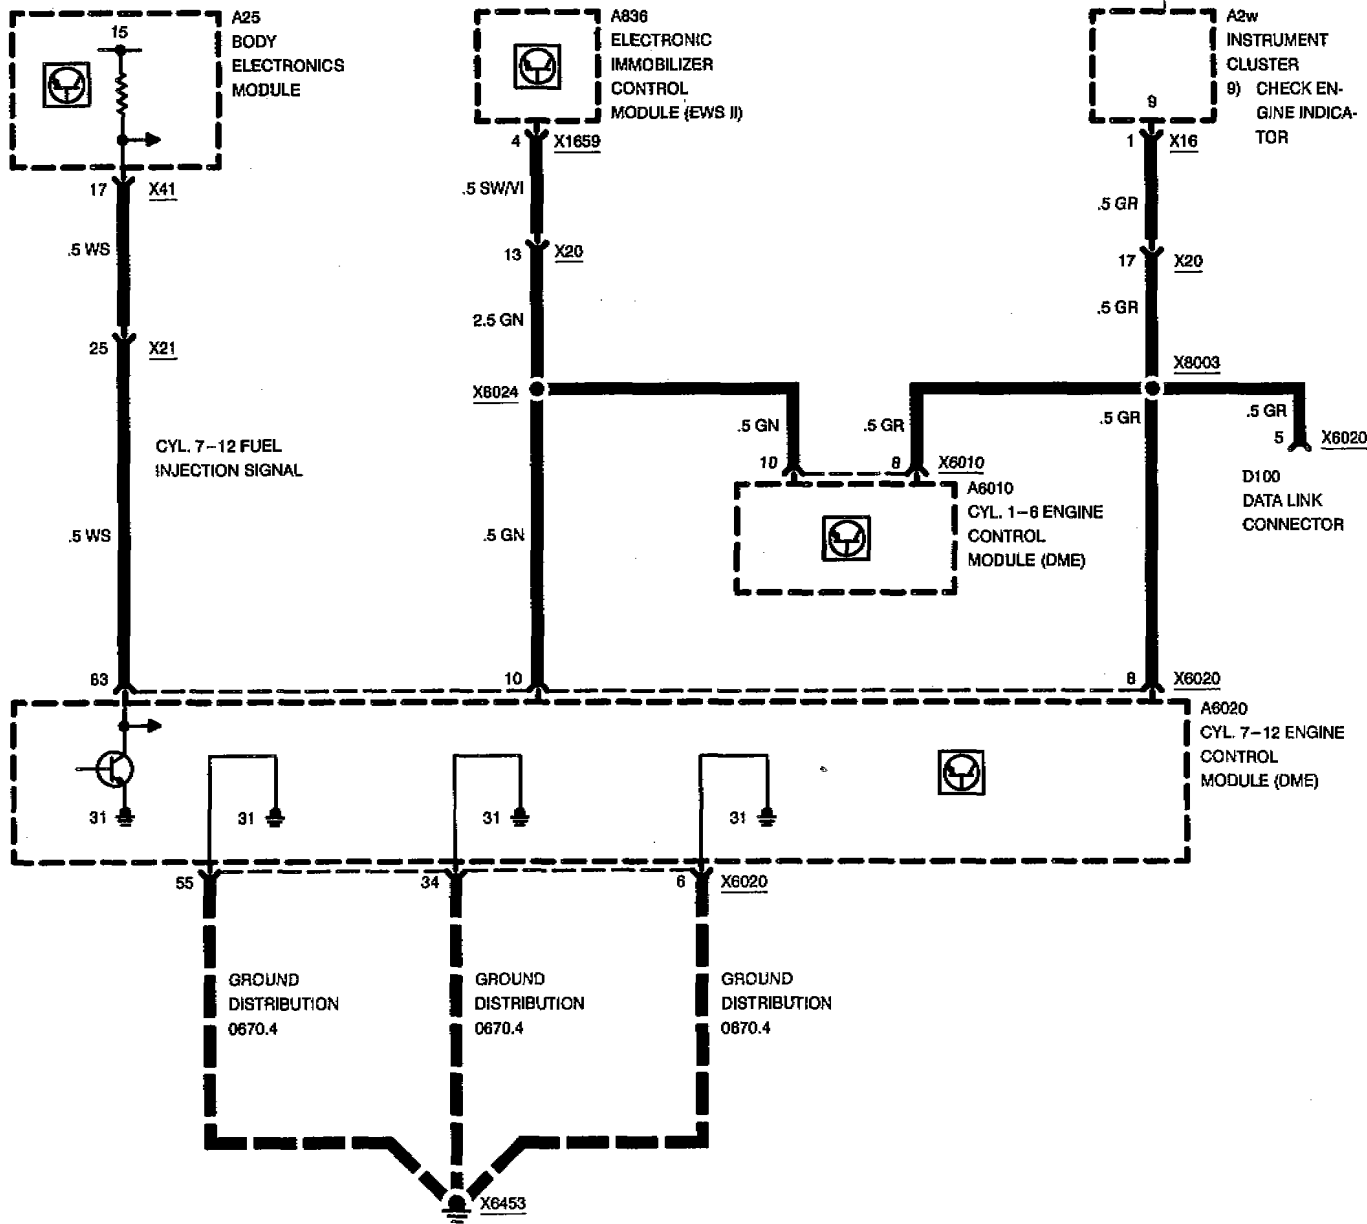 A25
BODY
ELECTRONICS
MODULE
15
A836
ELECTRONIC
IMMOBILIZER
CONTROL
MODULE (EWS II)
A2w
INSTRUMENT
CLUSTER
9) CHECK EN-
GINE INDICA-
TOR
9
17 X41
4 X1659
1 X16
.5 WS
.5 SW/VI
.5 GR
25 X21
13 X20
17 X20
2.5 GN
.5 GR
X6024
X8003
CYL. 7-12 FUEL
INJECTION SIGNAL
.5 GN
.5 GR
.5 GR
.5 GR
10
8 X6010
5 X6020
A6010
CYL. 1-6 ENGINE
CONTROL
MODULE (DME)
D100
DATA LINK
CONNECTOR
.5 WS
.5 GN
63
10
8 X6020
A6020
CYL. 7-12 ENGINE
CONTROL
MODULE (DME)
31
31
31
31
55
34
6 X6020
GROUND
DISTRIBUTION
0670.4
GROUND
DISTRIBUTION
0670.4
GROUND
DISTRIBUTION
0670.4
X6453